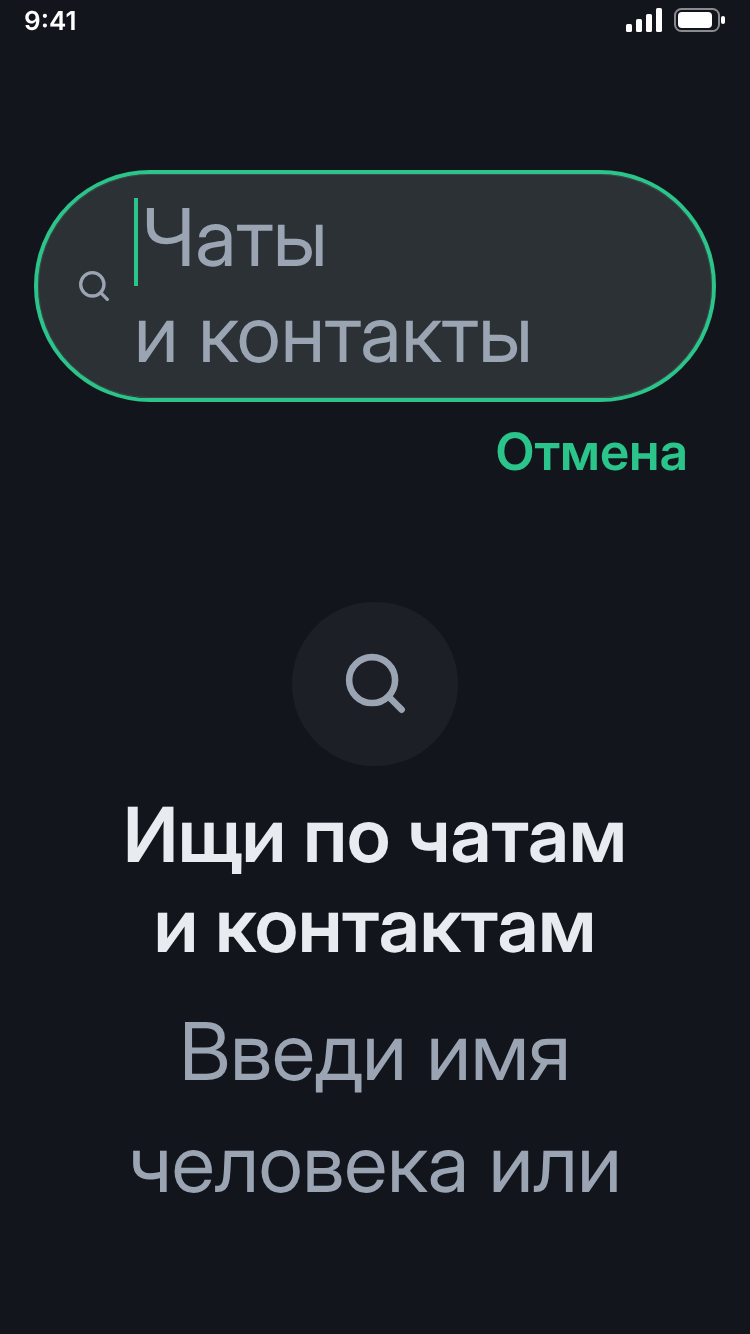 9:41
Чаты
и контакты
Отмена
Ищи по чатам
и контактам
Введи имя
человека или